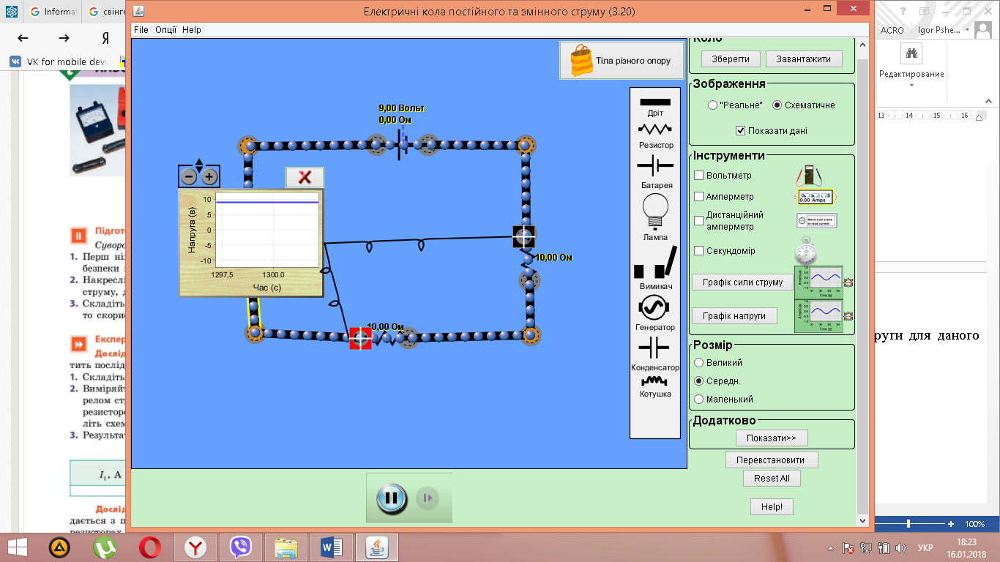 Електричні кола постійного та змінного струму (3.20)
Informat
свінге
File Опції Help
ACRO
Igor Pshe...
VK for mobile devi
Редактирование
13 · 14 · 15 · 16
Тіла різного опору
Коло
Зберегти
Завантажити
Зображення
"Реальне"
Схематичне
Показати дані
Інструменти
Вольтметр
Амперметр
0.00 Amps
Дистанційний
амперметр
Секундомір
Графік сили струму
Графік напруги
Розмір
Великий
Середн.
Маленький
Додатково
Показати>>
Перевстановити
Reset All
Help!
Дріт
Резистор
Батарея
Лампа
Вимикач
Генератор
Конденсатор
Котушка
9,00 Вольт
0,00 Ом
10,00 Ом
10,00 Ом
Напруга (в)
10
5
0
-5
-10
1297,5
1300,0
Час (с)
Підгот
Суворо
1. Перш ні
безпеки
2. Накреслі
струму, д
3. Складіть
то скорис
Експер
Дослід
тить послід
1. Складіть
2. Виміряйт
релом стр
резисторо
літь схем
3. Результа
I₁, А
Дослід
дається з п
резисторах
руги для даного
100%
УКР
18:23
16.01.2018